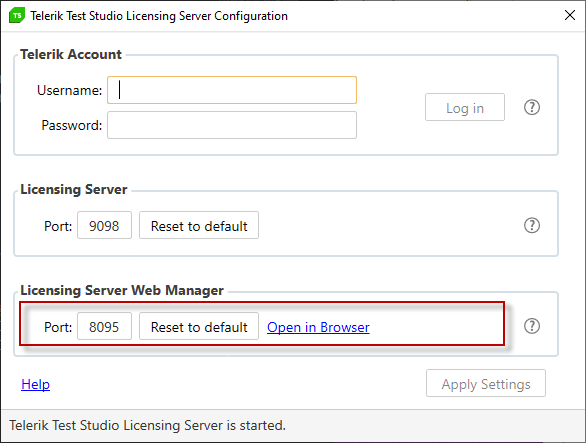 TS Telerik Test Studio Licensing Server Configuration
Telerik Account
Username:
Log in ?
Password:
Licensing Server
Port: 9098 Reset to default ?
Licensing Server Web Manager
Port: 8095 Reset to default Open in Browser ?
Help Apply Settings
Telerik Test Studio Licensing Server is started.